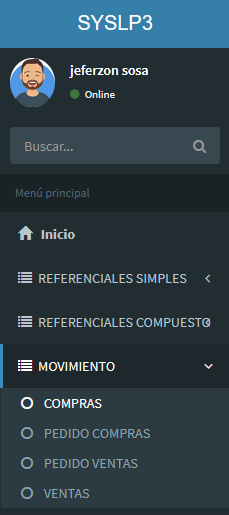 SYSLP3
jeferzon sosa
Online
Buscar...
Menú principal
Inicio
REFERENCIALES SIMPLES
REFERENCIALES COMPUESTO
MOVIMIENTO
COMPRAS
PEDIDO COMPRAS
PEDIDO VENTAS
VENTAS